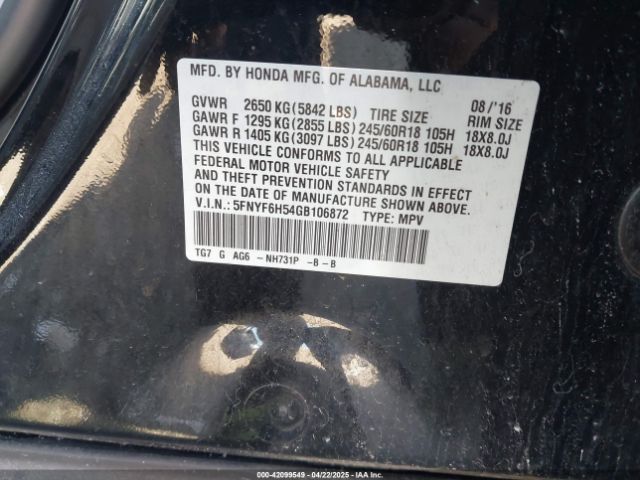 MFD. BY HONDA MFG. OF ALABAMA, LLC
08 /'16
GVWR 2650 KG (5842 LBS) TIRE SIZE RIM SIZE
GAWR F 1295 KG (2855 LBS) 245/60R18 105H 18X8.0J
GAWR R 1405 KG (3097 LBS) 245/60R18 105H 18X8.0J
THIS VEHICLE CONFORMS TO ALL APPLICABLE
FEDERAL MOTOR VEHICLE SAFETY
AND THEFT PREVENTION STANDARDS IN EFFECT
ON THE DATE OF MANUFACTURE SHOWN ABOVE.
V.I.N.: 5FNYF6H54GB106872 TYPE: MPV
TG7 G AG6 -NH731P -B -B
000-42099549 - 04/22/2025 - IAAI.COM